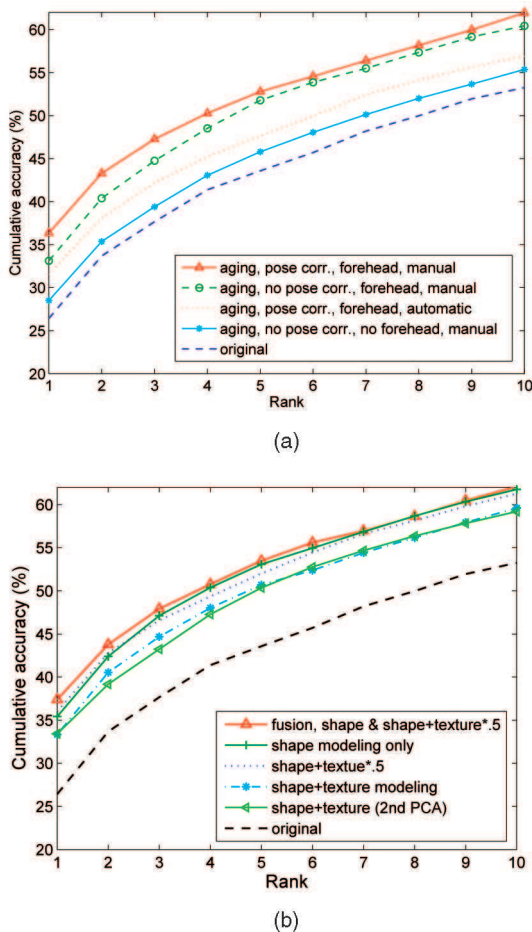 60
55
50
45
40
35
30
25
20
Cumulative accuracy (%)
aging, pose corr., forehead, manual
aging, no pose corr., forehead, manual
aging, pose corr., forehead, automatic
aging, no pose corr., no forehead, manual
original
1 2 3 4 5 6 7 8 9 10
Rank
(a)
60
55
50
45
40
35
30
25
20
Cumulative accuracy (%)
fusion, shape & shape+texture*.5
shape modeling only
shape+textue*.5
shape+texture modeling
shape+texture (2nd PCA)
original
1 2 3 4 5 6 7 8 9 10
Rank
(b)